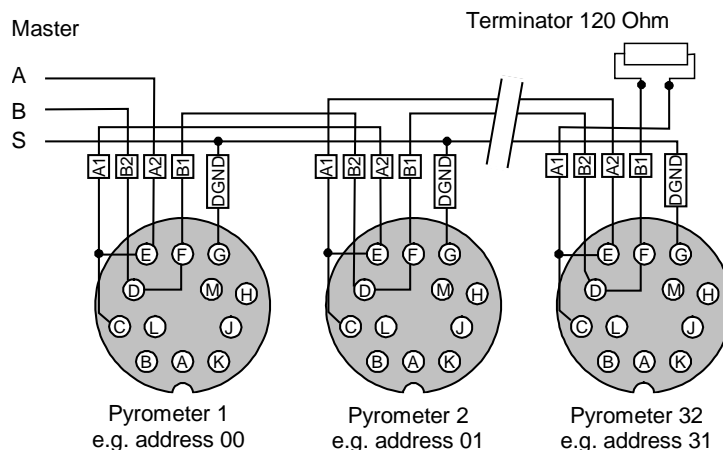 Master
Terminator 120 Ohm
A
B
S
A1 B2 A2 B1 DGND
A1 B2 A2 B1 DGND
A1 B2 A2 B1 DGND
E F G
D M H
C L J
B A K
E F G
D M H
C L J
B A K
E F G
D M H
C L J
B A K
Pyrometer 1
e.g. address 00
Pyrometer 2
e.g. address 01
Pyrometer 32
e.g. address 31